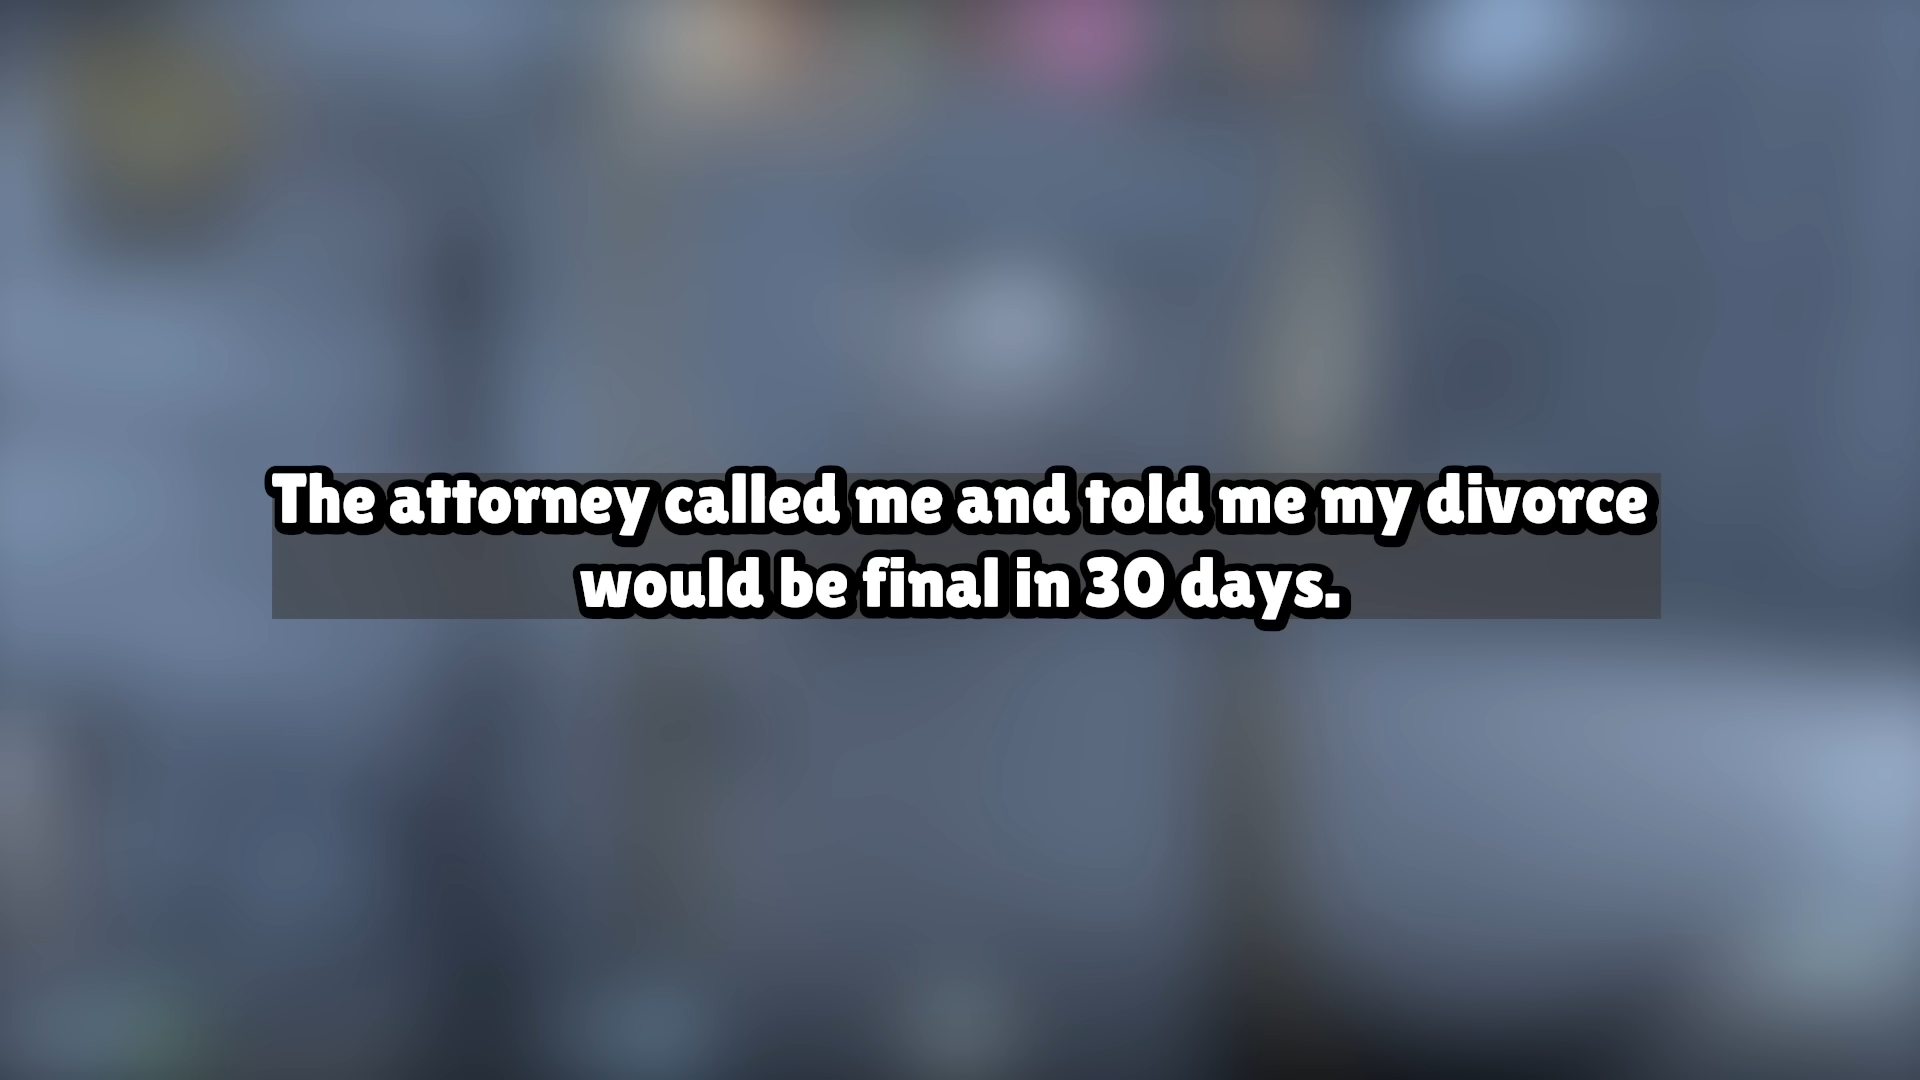 The attorney called me and told me my divorce
would be final in 30 days.